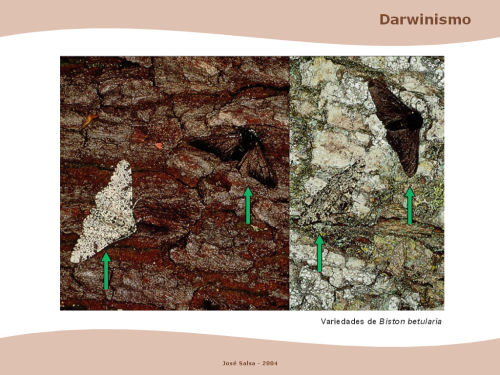 Darwinismo
Variedades de Biston betularia
José Salsa - 2004